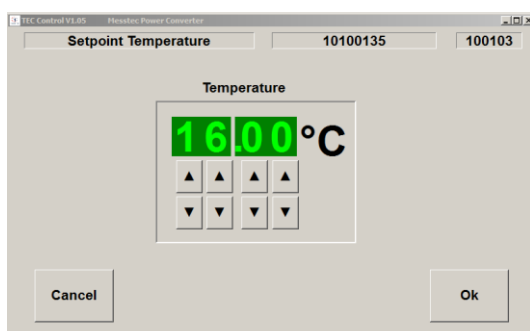 TEC Control V1.05 Messtec Power Converter
Setpoint Temperature 10100135 100103
Temperature
16.00 °C
Cancel Ok